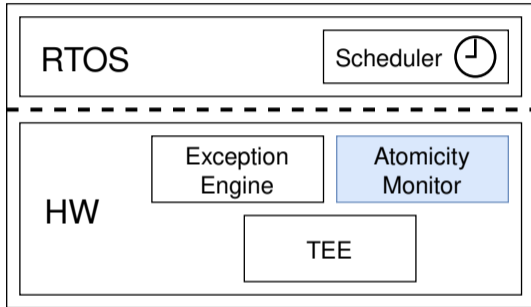 RTOS
Scheduler
Exception
Engine
Atomicity
Monitor
HW
TEE